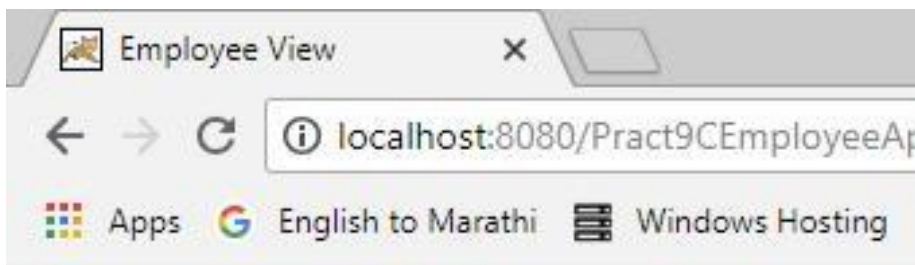 Employee View
localhost:8080/Pract9CEmployeeAp
Apps English to Marathi Windows Hosting